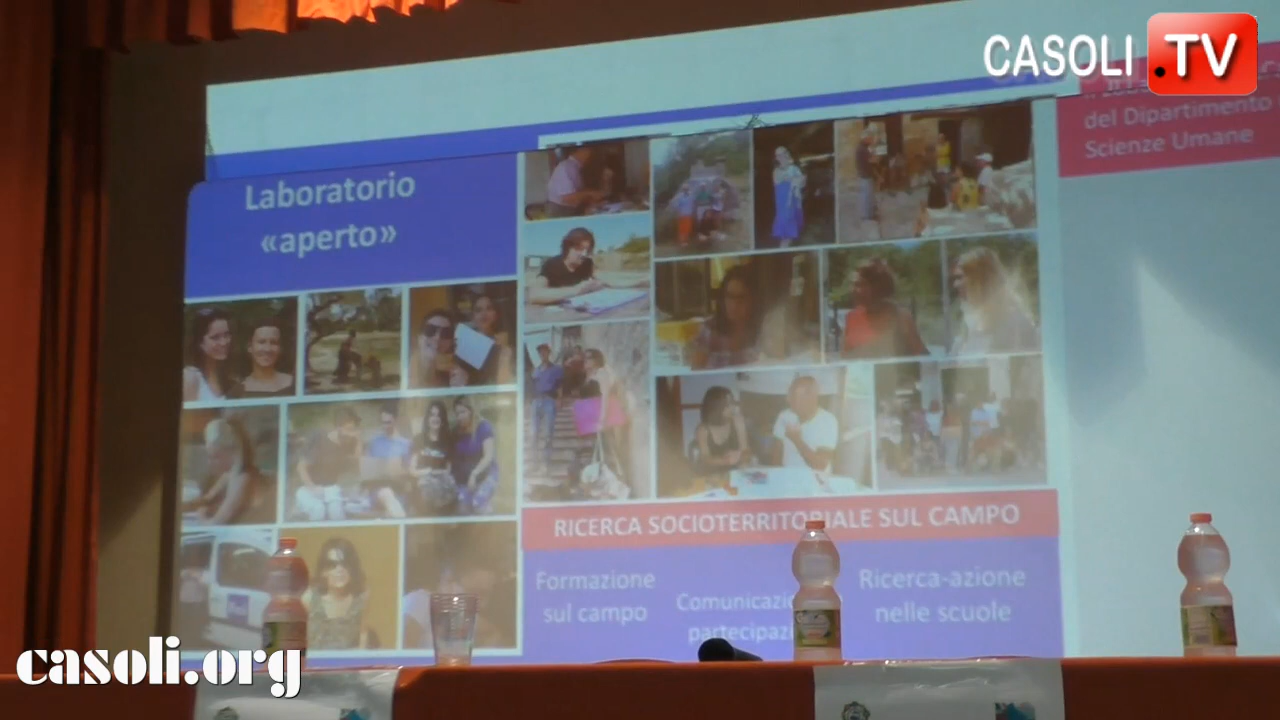 CASOLI .TV
del Dipartimento
Scienze Umane
Laboratorio
«aperto»
RICERCA SOCIOTERRITORIALE SUL CAMPO
Formazione
sul campo
Ricerca-azione
nelle scuole
casoli.org